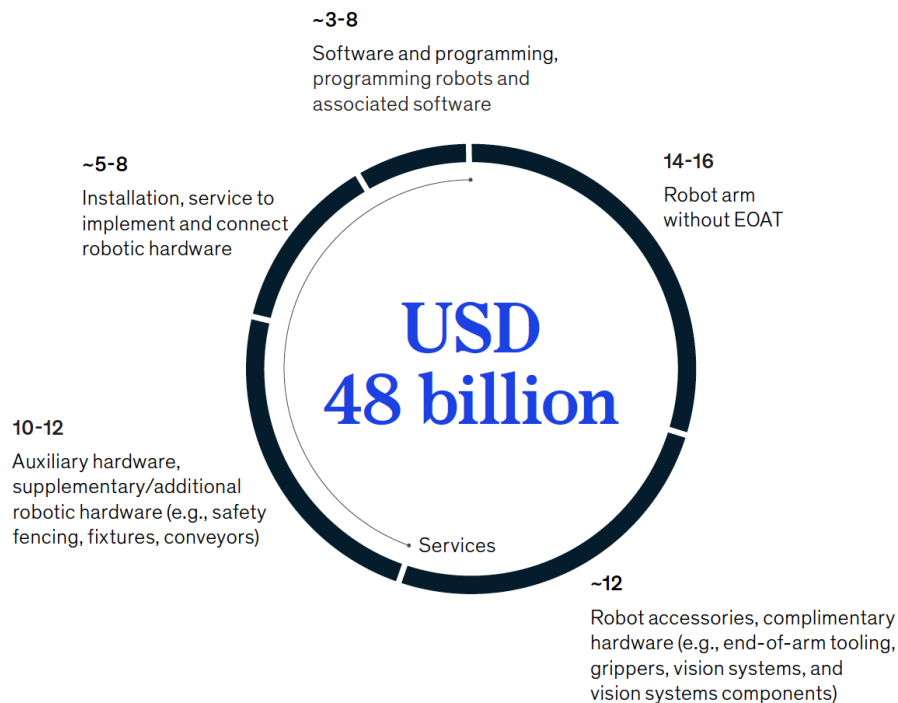 ~3-8
Software and programming,
programming robots and
associated software
14-16
Robot arm
without EOAT
~5-8
Installation, service to
implement and connect
robotic hardware
USD
48 billion
10-12
Auxiliary hardware,
supplementary/additional
robotic hardware (e.g., safety
fencing, fixtures, conveyors)
Services
~12
Robot accessories, complimentary
hardware (e.g., end-of-arm tooling,
grippers, vision systems, and
vision systems components)